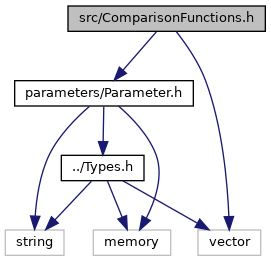 src/ComparisonFunctions.h
parameters/Parameter.h
../Types.h
string
memory
vector